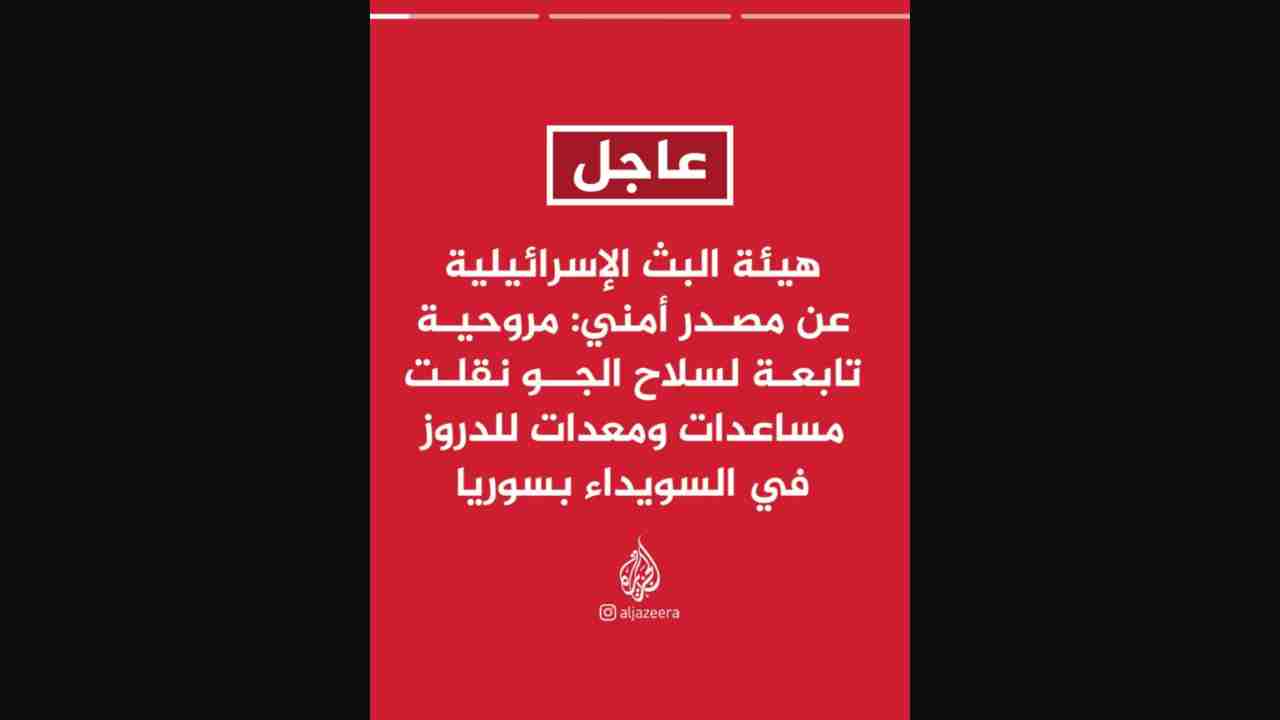 عاجل
هيئة البث الإسرائيلية
عن مصدر أمني: مروحية
تابعة لسلاح الجو نقلت
مساعدات ومعدات للدروز
في السويداء بسوريا
الجزيرة
aljazeera